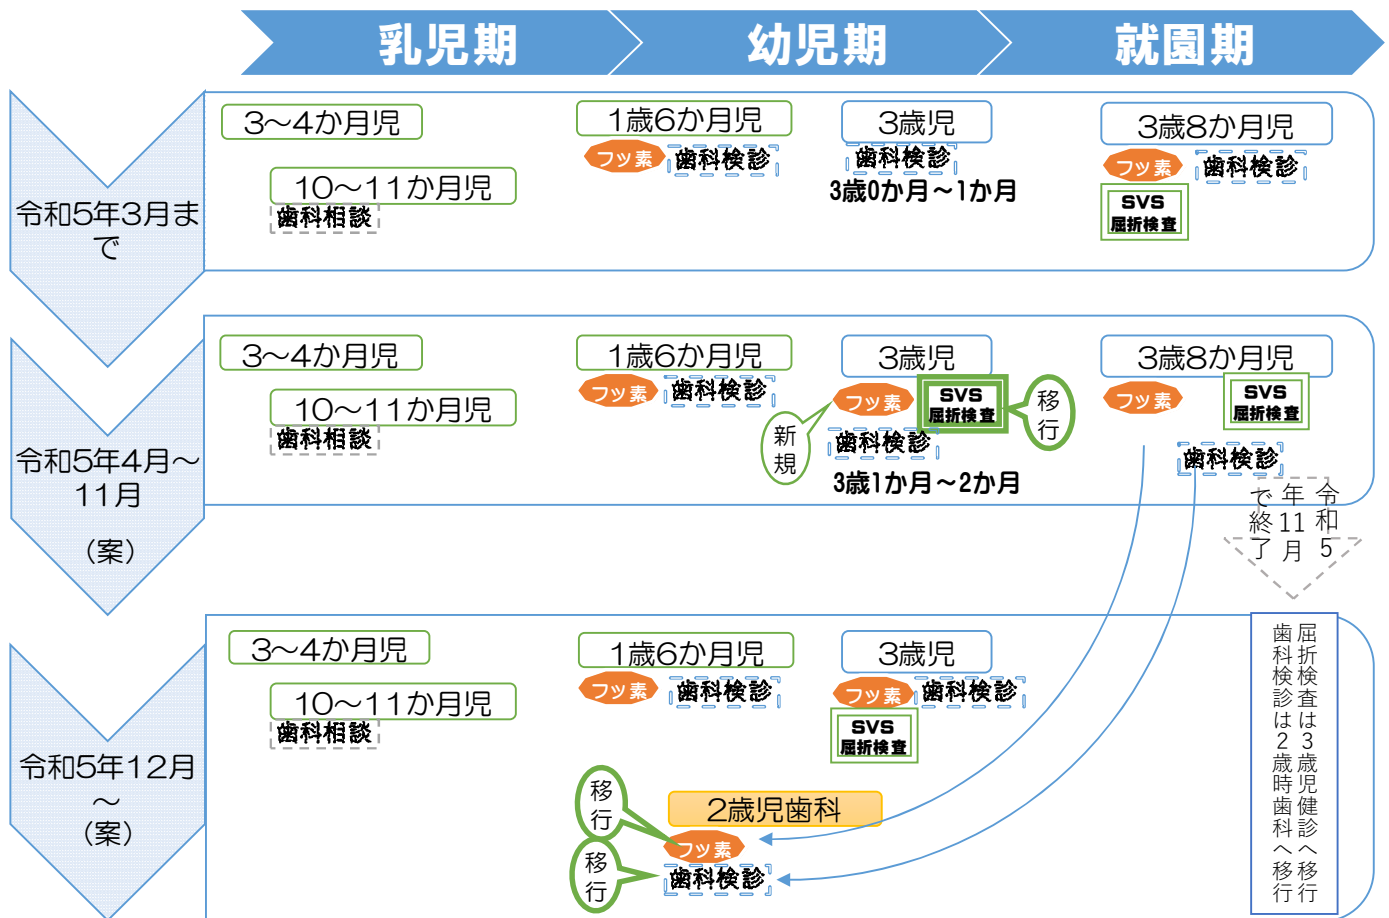 乳児期
幼児期
就園期
令和5年3月ま
で
3～4か月児
10～11か月児
歯科相談
1歳6か月児
フッ素
歯科検診
3歳児
歯科検診
3歳0か月～1か月
3歳8か月児
フッ素
歯科検診
SVS
屈折検査
令和5年4月～
11月
（案）
3～4か月児
10～11か月児
歯科相談
1歳6か月児
フッ素
歯科検診
3歳児
フッ素
SVS
屈折検査
移行
新規
歯科検診
3歳1か月～2か月
3歳8か月児
フッ素
SVS
屈折検査
歯科検診
令和5
年11月
で終了
令和5年12月
～
（案）
3～4か月児
10～11か月児
歯科相談
1歳6か月児
フッ素
歯科検診
3歳児
フッ素
歯科検診
SVS
屈折検査
移行
2歳児歯科
フッ素
移行
歯科検診
屈折検査は3歳児健診へ移行
歯科検診は2歳時歯科へ移行